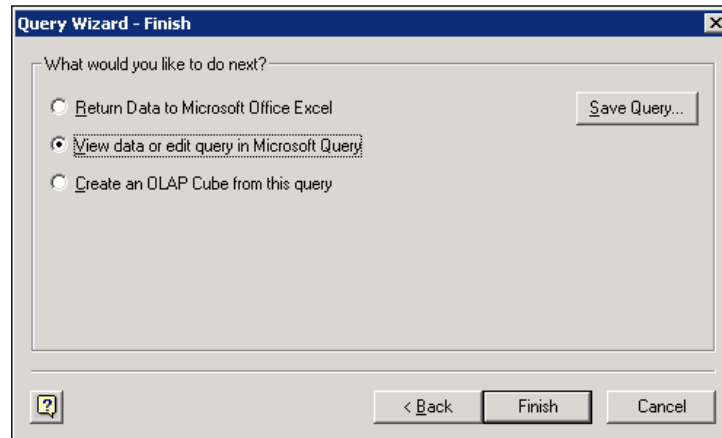 Query Wizard - Finish
What would you like to do next?
Return Data to Microsoft Office Excel
Save Query...
View data or edit query in Microsoft Query
Create an OLAP Cube from this query
?
< Back
Finish
Cancel